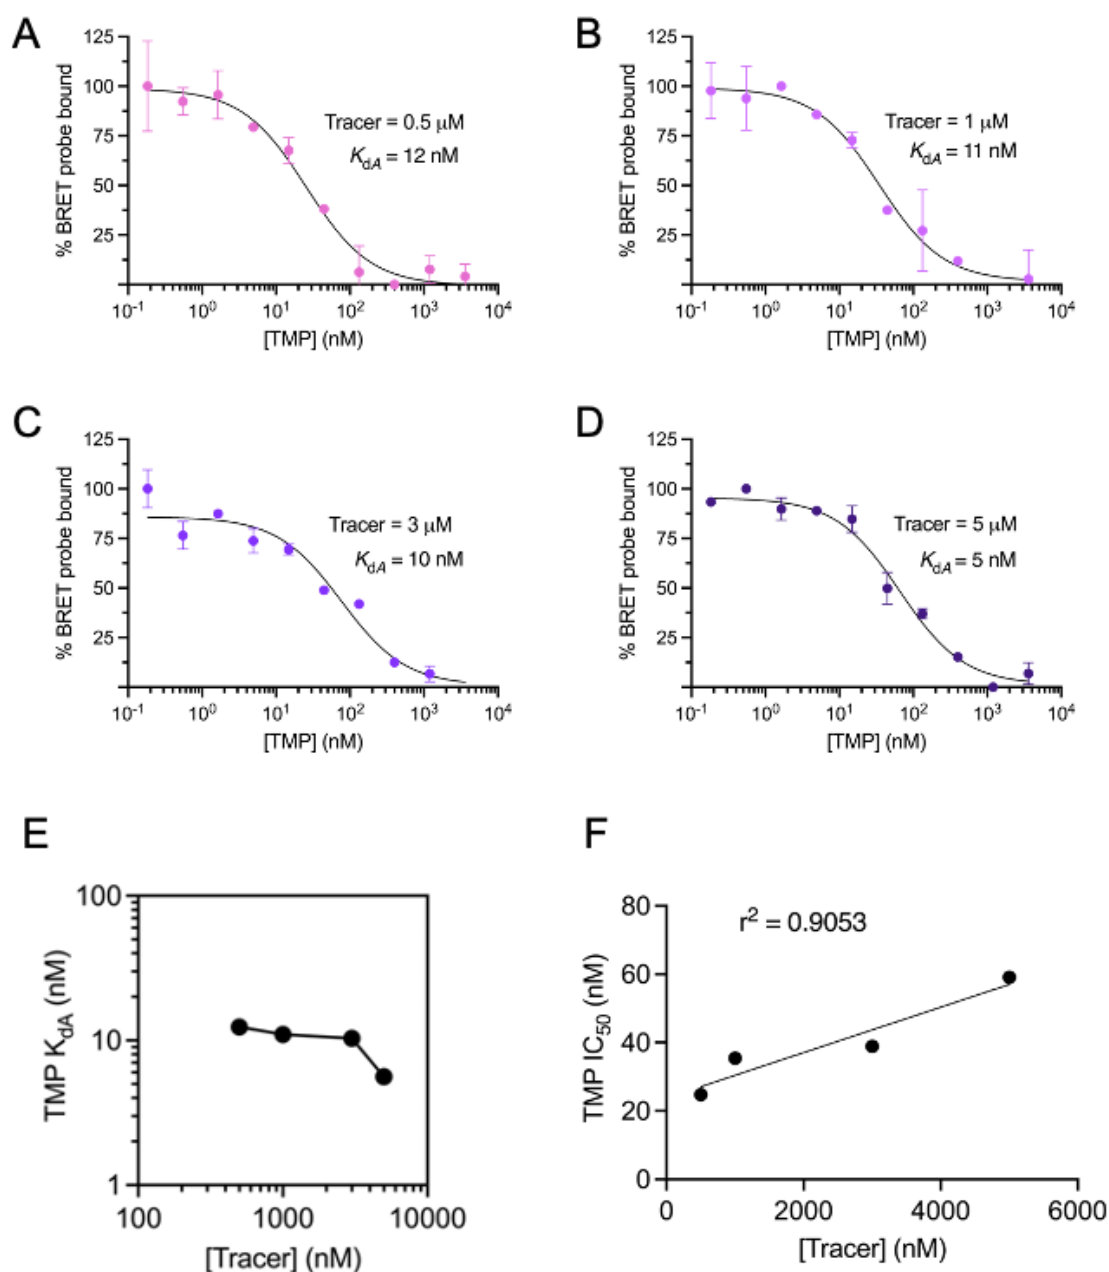 A
125
100
75
50
25
% BRET probe bound
Tracer = 0.5 μM
KdA = 12 nM
10-1 100 101 102 103 104
[TMP] (nM)
B
125
100
75
50
25
% BRET probe bound
Tracer = 1 μM
KdA = 11 nM
10-1 100 101 102 103 104
[TMP] (nM)
C
125
100
75
50
25
% BRET probe bound
Tracer = 3 μM
KdA = 10 nM
10-1 100 101 102 103 104
[TMP] (nM)
D
125
100
75
50
25
% BRET probe bound
Tracer = 5 μM
KdA = 5 nM
10-1 100 101 102 103 104
[TMP] (nM)
E
100
10
1
TMP KdA (nM)
100 1000 10000
[Tracer] (nM)
F
80
60
40
20
0
TMP IC50 (nM)
r2 = 0.9053
0 2000 4000 6000
[Tracer] (nM)